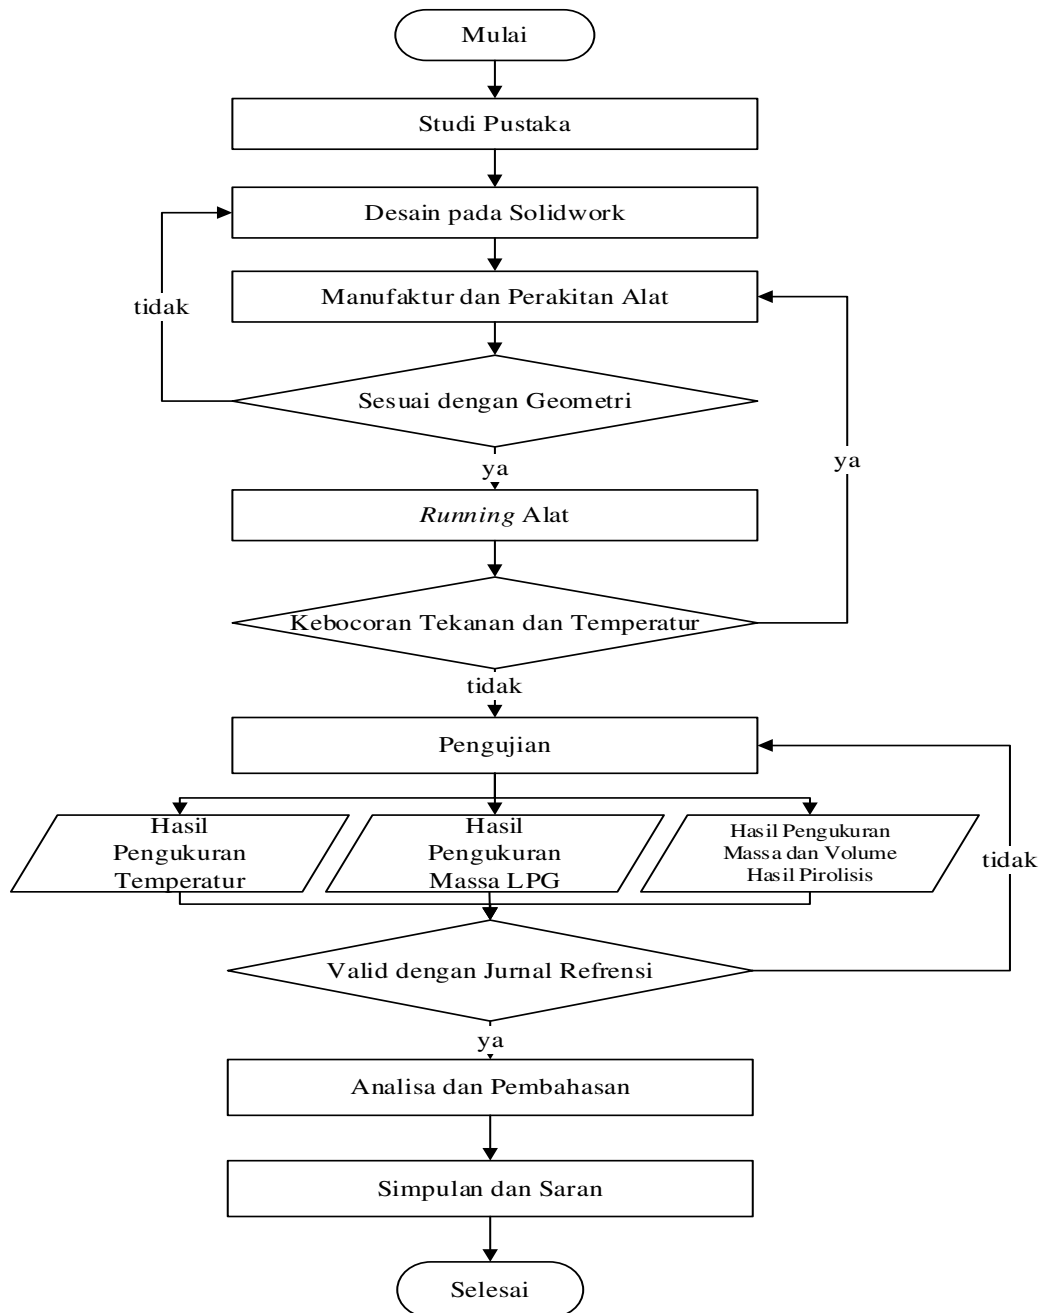 Mulai
Studi Pustaka
Desain pada Solidwork
Manufaktur dan Perakitan Alat
tidak
Sesuai dengan Geometri
ya
ya
Running Alat
Kebocoran Tekanan dan Temperatur
tidak
Pengujian
Hasil
Pengukuran
Temperatur
Hasil
Pengukuran
Massa LPG
Hasil Pengukuran
Massa dan Volume
Hasil Pirolisis
tidak
Valid dengan Jurnal Refrensi
ya
Analisa dan Pembahasan
Simpulan dan Saran
Selesai